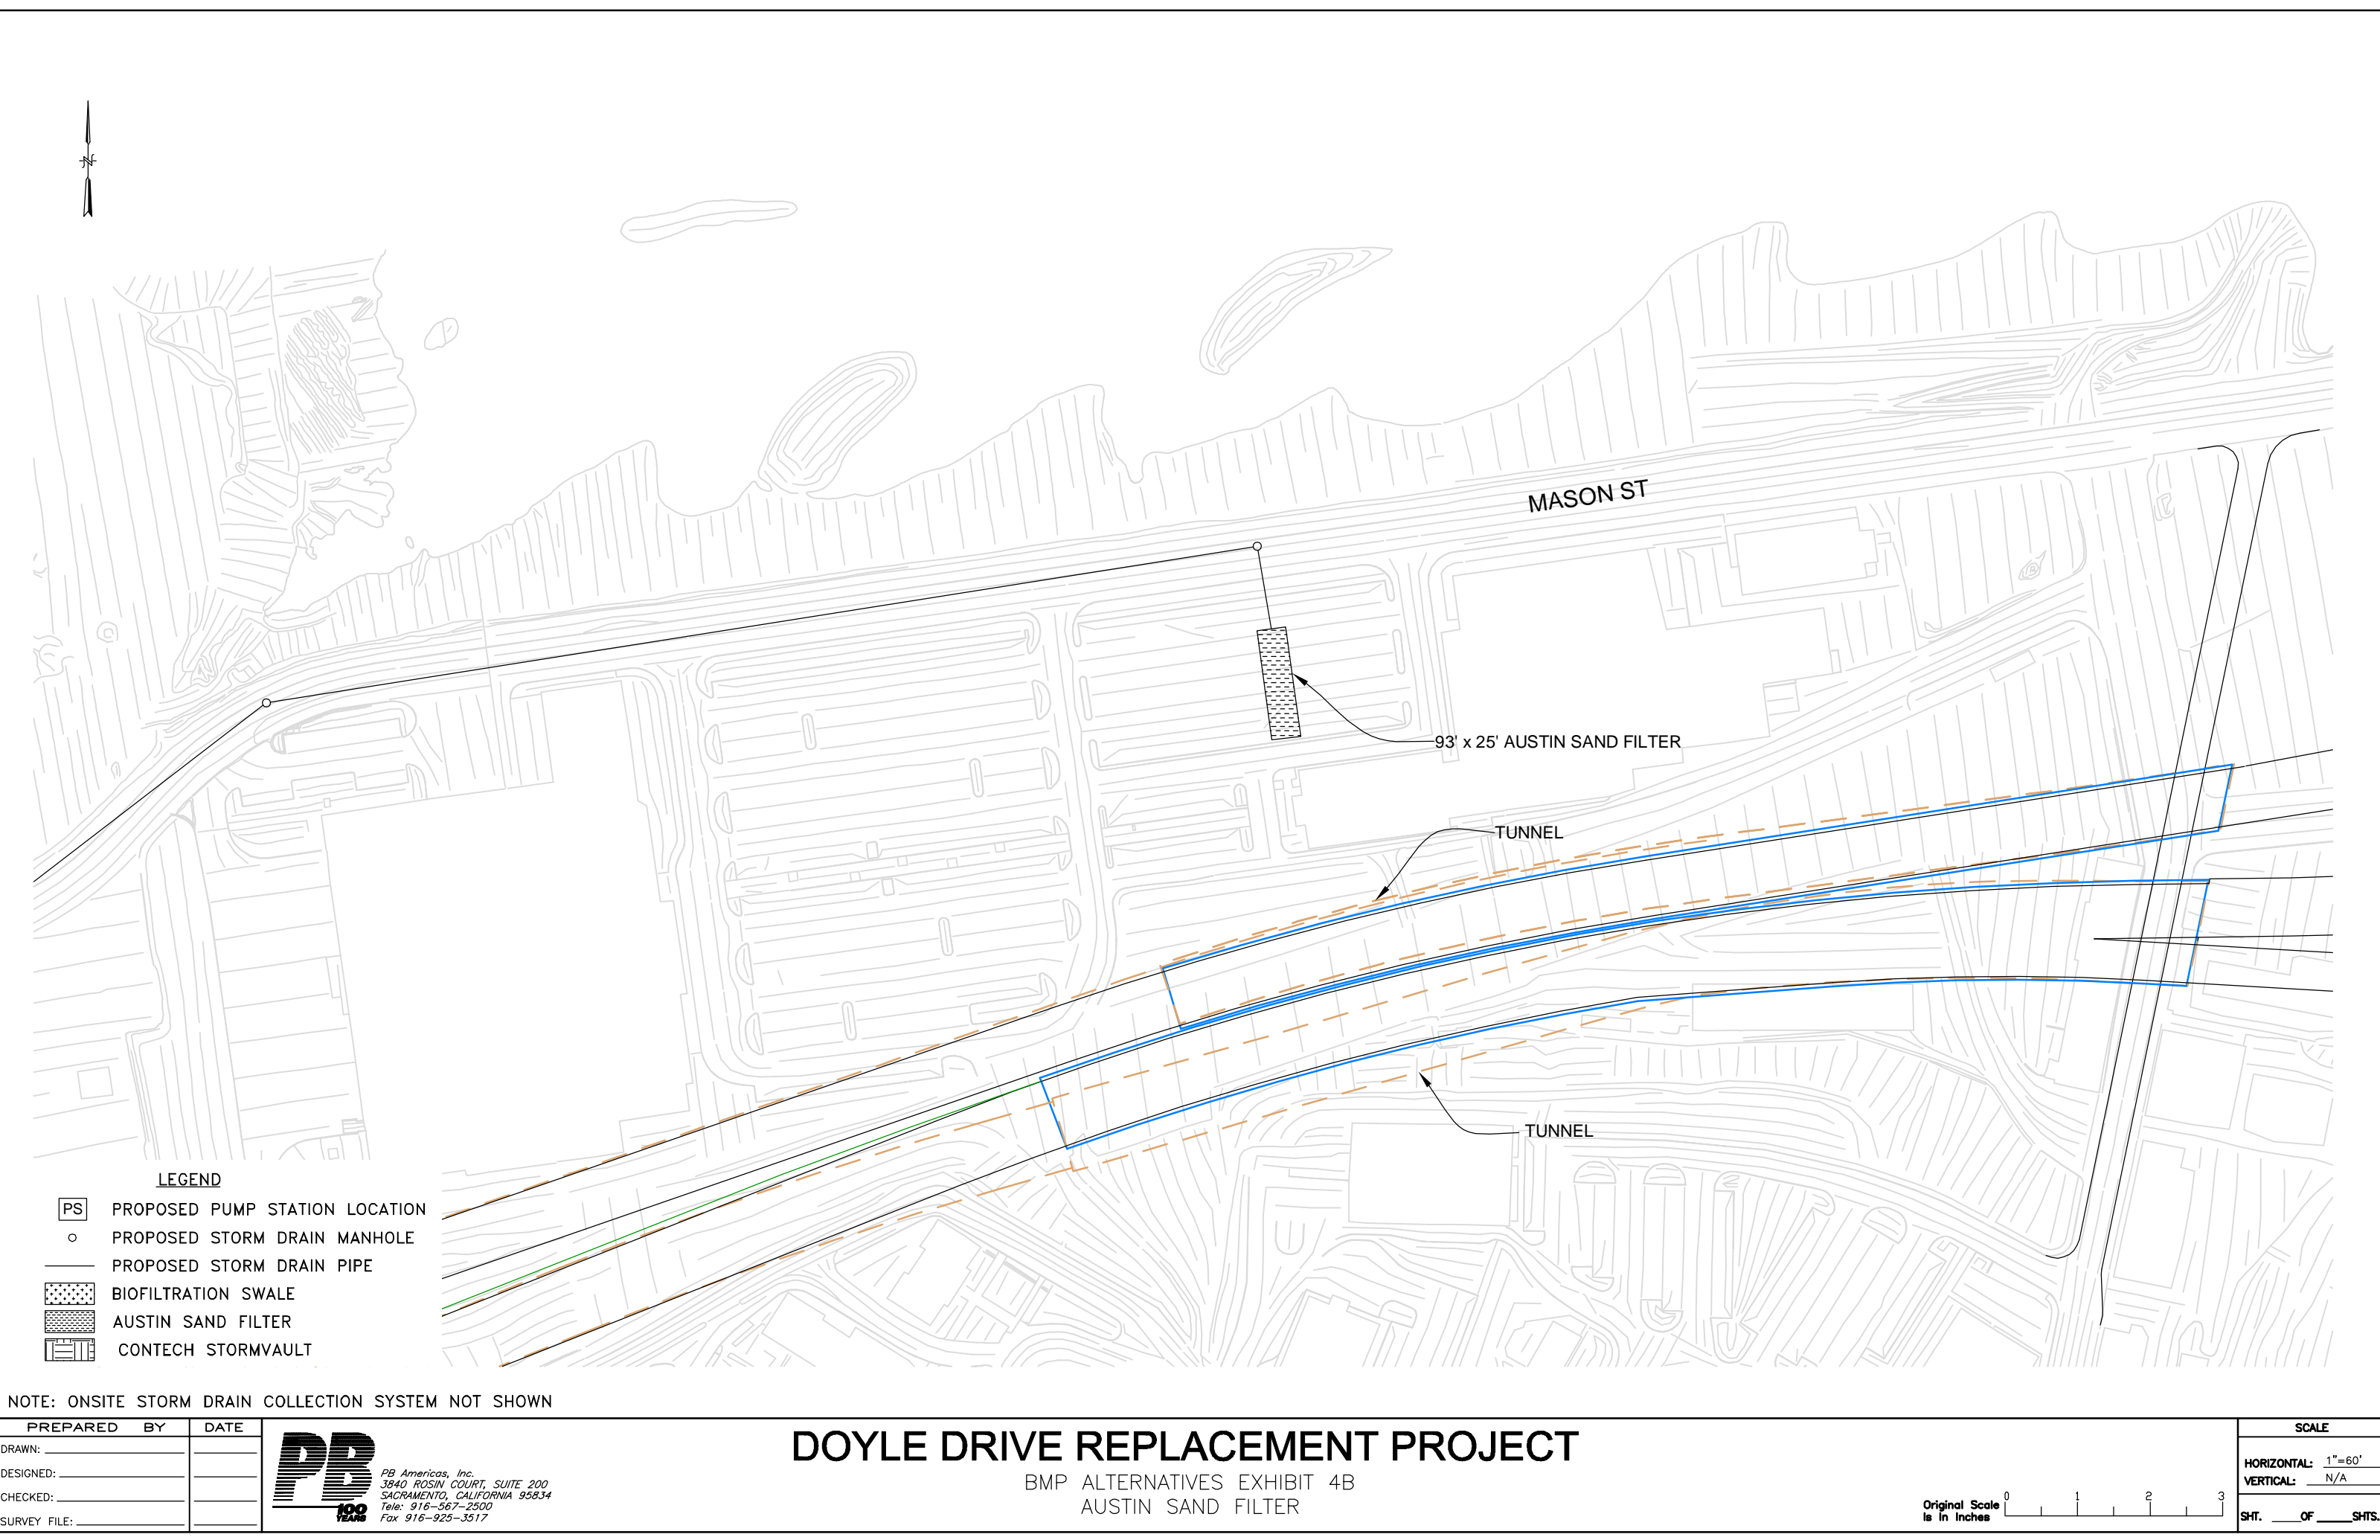 N
MASON ST
93' x 25' AUSTIN SAND FILTER
TUNNEL
TUNNEL
LEGEND
PS PROPOSED PUMP STATION LOCATION
PROPOSED STORM DRAIN MANHOLE
PROPOSED STORM DRAIN PIPE
BIOFILTRATION SWALE
AUSTIN SAND FILTER
CONTECH STORMVAULT
NOTE: ONSITE STORM DRAIN COLLECTION SYSTEM NOT SHOWN
PREPARED BY DATE
DRAWN:
DESIGNED:
CHECKED:
SURVEY FILE:
PB
100
YEARS
PB Americas, Inc.
3840 ROSIN COURT, SUITE 200
SACRAMENTO, CALIFORNIA 95834
Tele: 916-567-2500
Fax 916-925-3517
DOYLE DRIVE REPLACEMENT PROJECT
BMP ALTERNATIVES EXHIBIT 4B
AUSTIN SAND FILTER
Original Scale
Is In Inches
0 1 2 3
SCALE
HORIZONTAL: 1"=60'
VERTICAL: N/A
SHT. OF SHTS